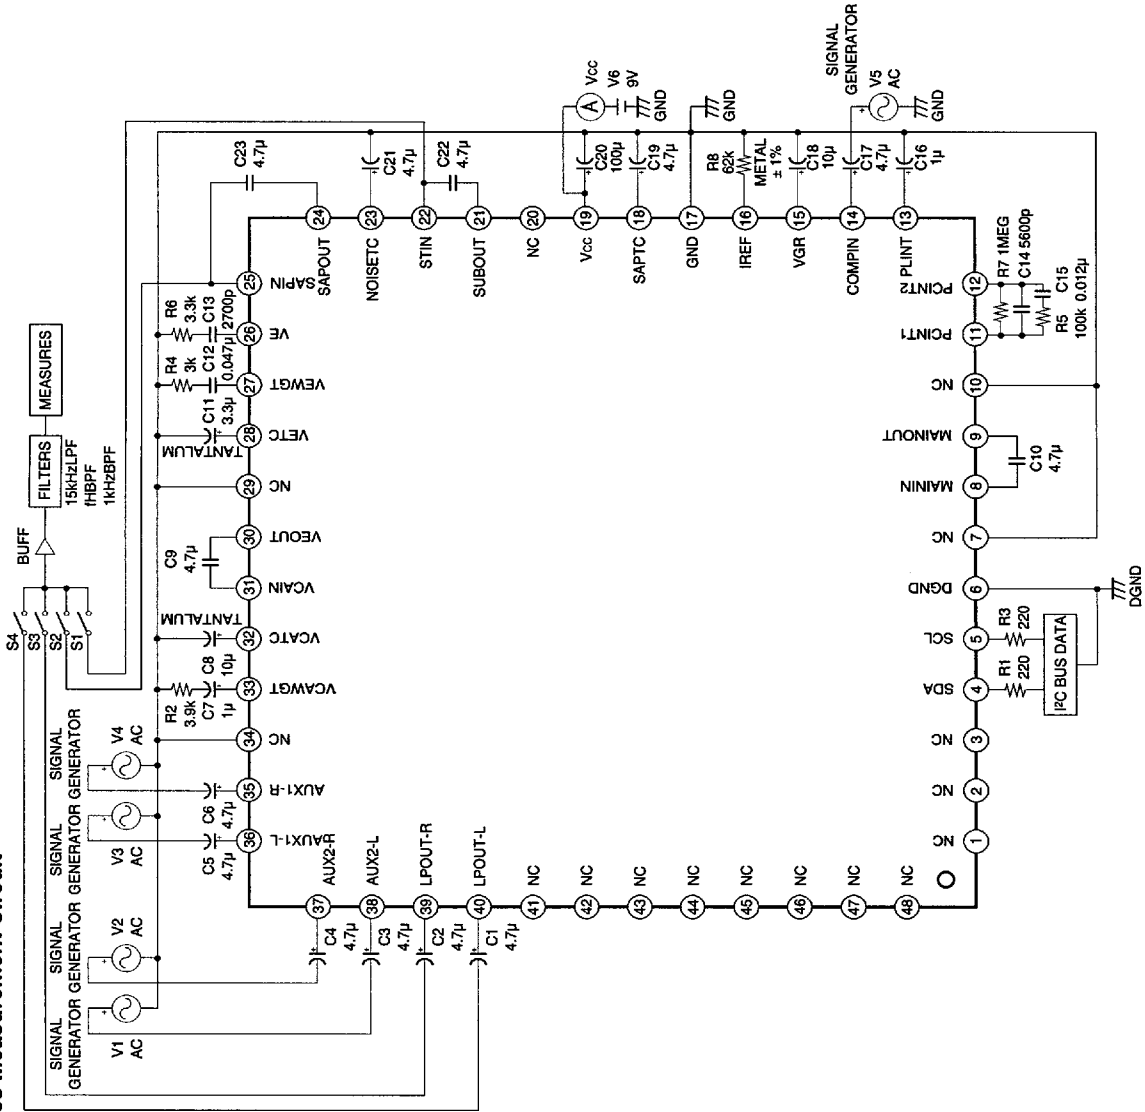 S4
S3
S2
S1
BUFF
FILTERS
MEASURES
15kHzLPF
fHBPF
1kHzBPF
SIGNAL
GENERATOR
V1
AC
SIGNAL
GENERATOR
V2
AC
SIGNAL
GENERATOR
V3
AC
SIGNAL
GENERATOR
V4
AC
C5
4.7µ
C6
4.7µ
R2
3.9k
C7
1µ
C8
10µ
TANTALUM
C9
4.7µ
TANTALUM
C11
3.3µ
R4
3k
C12
0.047µ
R6
3.3k
C13
2700p
C23
4.7µ
36
35
34
33
32
31
30
29
28
27
26
25
AUX1-L
AUX1-R
NC
VCAWGT
VCATC
VCAIN
VEOUT
NC
VETC
VEWGT
VE
SAPIN
37
AUX2-R
C4
4.7µ
38
AUX2-L
C3
4.7µ
39
LPOUT-R
C2
4.7µ
40
LPOUT-L
C1
4.7µ
41
NC
42
NC
43
NC
44
NC
45
NC
46
NC
47
NC
48
NC
24
SAPOUT
23
NOISETC
C21
4.7µ
22
STIN
C22
4.7µ
21
SUBOUT
20
NC
19
Vcc
C20
100µ
A
Vcc
V6
9V
GND
18
SAPTC
C19
4.7µ
17
GND
GND
16
IREF
R8
62k
METAL
± 1%
15
VGR
C18
10µ
14
COMPIN
C17
4.7µ
SIGNAL
GENERATOR
V5
AC
GND
13
PLINT
C16
1µ
NC
NC
NC
SDA
SCL
DGND
NC
MAININ
MAINOUT
NC
PCINT1
PCINT2
1
2
3
4
5
6
7
8
9
10
11
12
R1
220
R3
220
I²C BUS DATA
DGND
C10
4.7µ
R7 1MEG
C14 5600p
C15
0.012µ
R5
100k